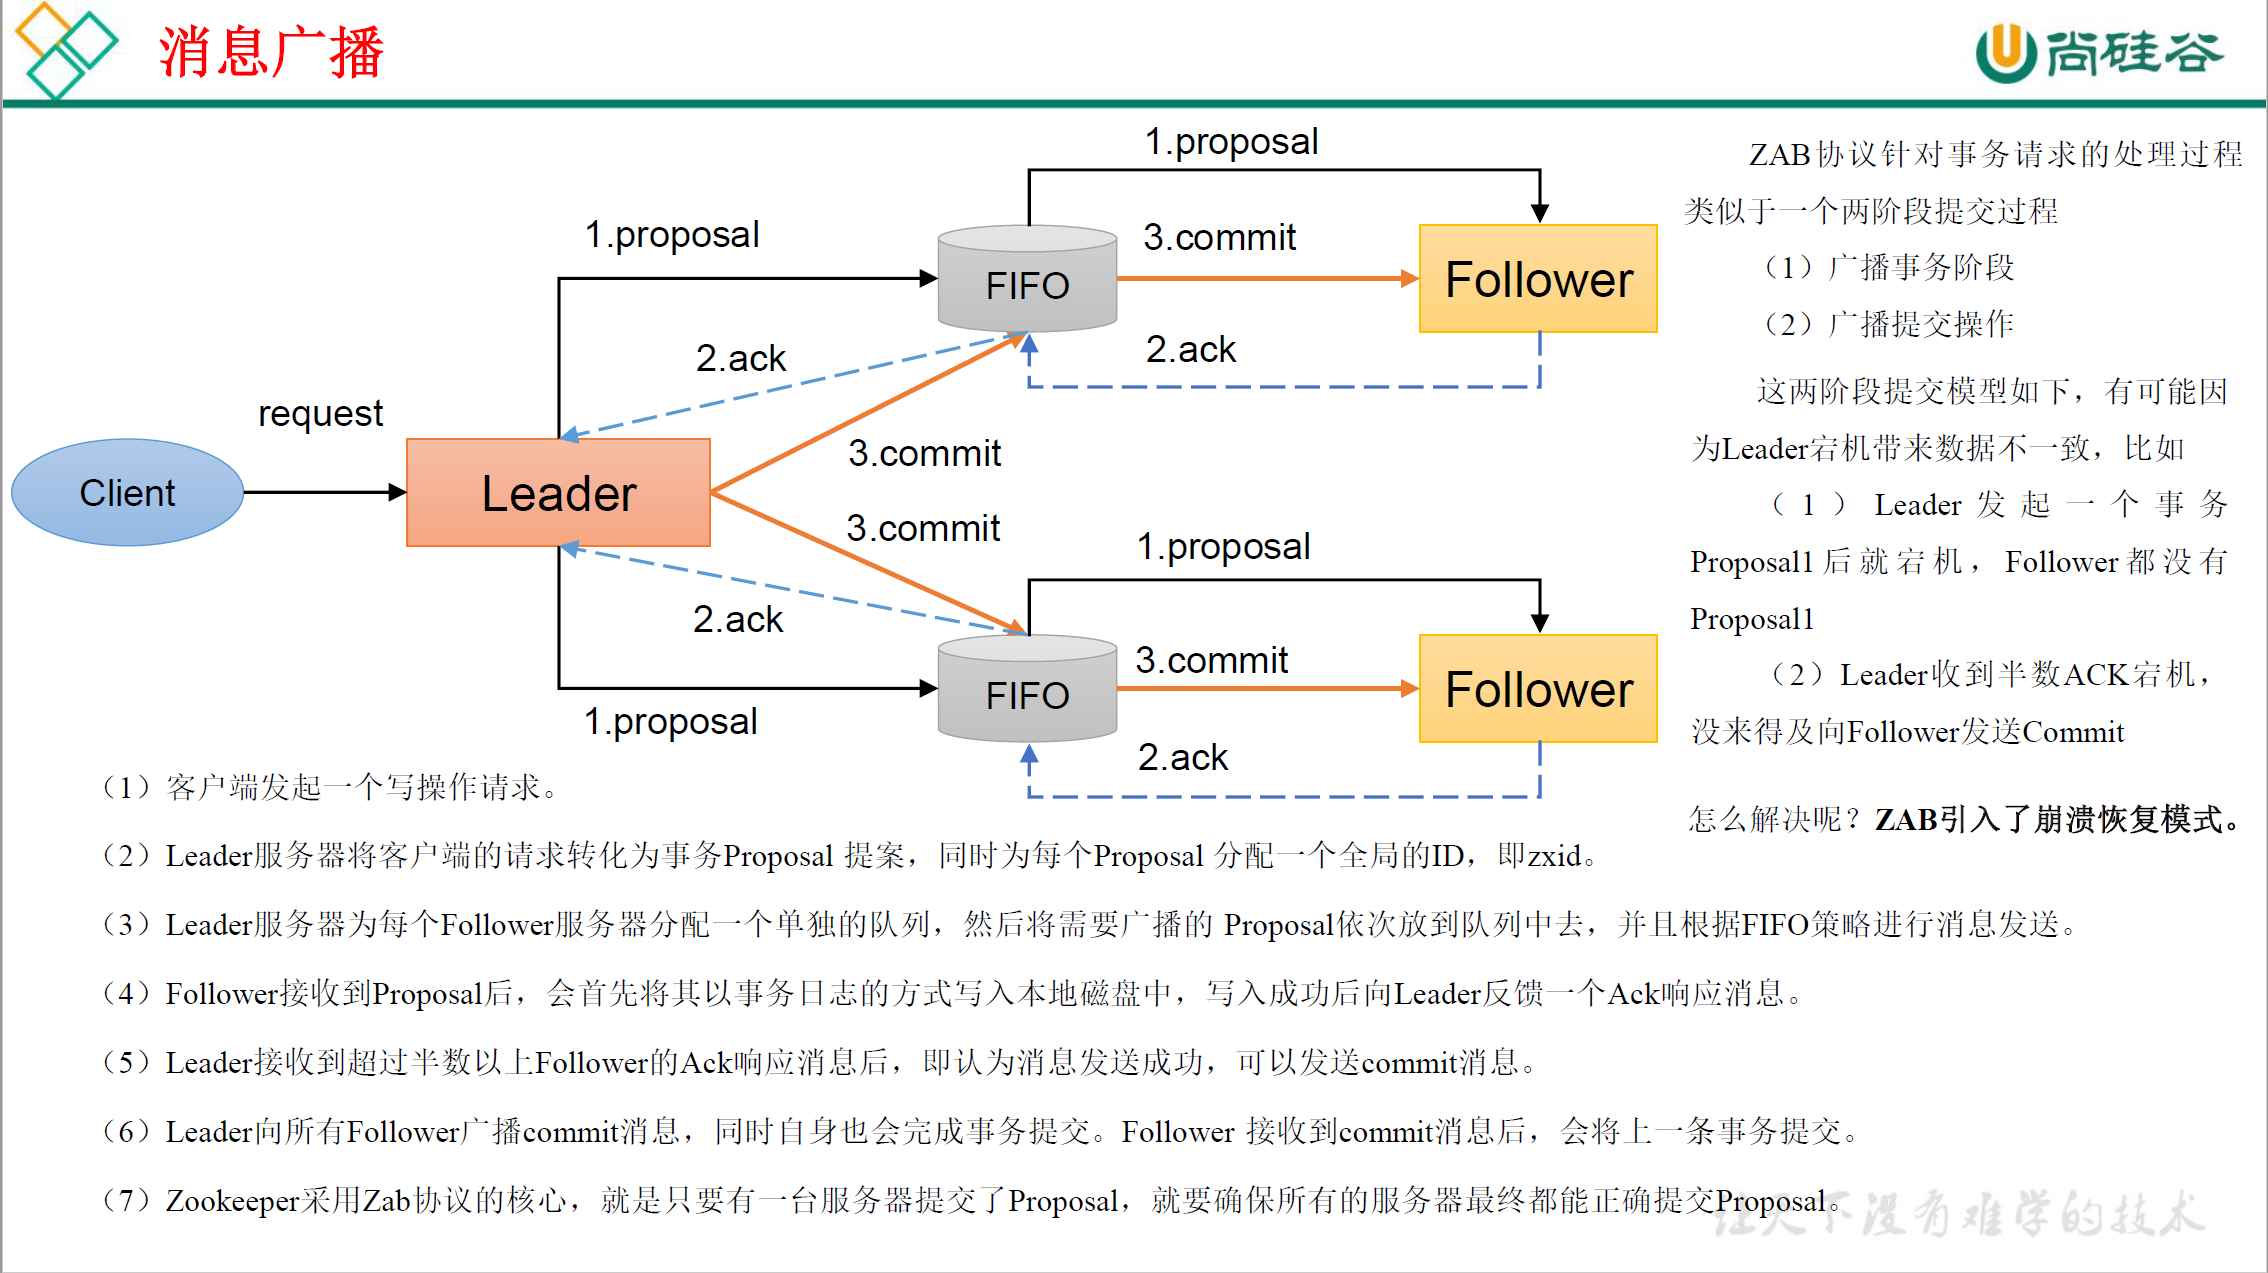 消息广播
尚硅谷
1.proposal
1.proposal
3.commit
FIFO
Follower
2.ack
2.ack
request
3.commit
Client
Leader
3.commit
1.proposal
2.ack
3.commit
FIFO
Follower
1.proposal
2.ack
ZAB协议针对事务请求的处理过程
类似于一个两阶段提交过程
（1）广播事务阶段
（2）广播提交操作
这两阶段提交模型如下，有可能因
为Leader宕机带来数据不一致，比如
（1）Leader发起一个事务
Proposal1后就宕机，Follower都没有
Proposal1
（2）Leader收到半数ACK宕机，
没来得及向Follower发送Commit
怎么解决呢？ZAB引入了崩溃恢复模式。
（1）客户端发起一个写操作请求。
（2）Leader服务器将客户端的请求转化为事务Proposal 提案，同时为每个Proposal 分配一个全局的ID，即zxid。
（3）Leader服务器为每个Follower服务器分配一个单独的队列，然后将需要广播的 Proposal依次放到队列中去，并且根据FIFO策略进行消息发送。
（4）Follower接收到Proposal后，会首先将其以事务日志的方式写入本地磁盘中，写入成功后向Leader反馈一个Ack响应消息。
（5）Leader接收到超过半数以上Follower的Ack响应消息后，即认为消息发送成功，可以发送commit消息。
（6）Leader向所有Follower广播commit消息，同时自身也会完成事务提交。Follower 接收到commit消息后，会将上一条事务提交。
（7）Zookeeper采用Zab协议的核心，就是只要有一台服务器提交了Proposal，就要确保所有的服务器最终都能正确提交Proposal。
让天下没有难学的技术